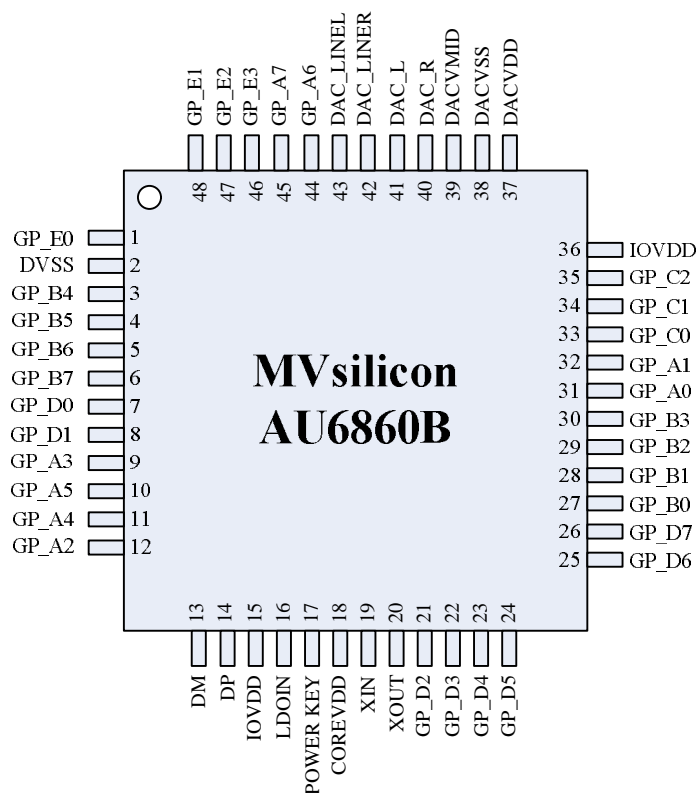 GP_E1
GP_E2
GP_E3
GP_A7
GP_A6
DAC_LINEL
DAC_LINER
DAC_L
DAC_R
DACVMID
DACVSS
DACVDD
48
47
46
45
44
43
42
41
40
39
38
37
GP_E0 1
DVSS 2
GP_B4 3
GP_B5 4
GP_B6 5
GP_B7 6
GP_D0 7
GP_D1 8
GP_A3 9
GP_A5 10
GP_A4 11
GP_A2 12
MVsilicon
AU6860B
36 IOVDD
35 GP_C2
34 GP_C1
33 GP_C0
32 GP_A1
31 GP_A0
30 GP_B3
29 GP_B2
28 GP_B1
27 GP_B0
26 GP_D7
25 GP_D6
13
14
15
16
17
18
19
20
21
22
23
24
DM
DP
IOVDD
LDOIN
POWER KEY
COREVDD
XIN
XOUT
GP_D2
GP_D3
GP_D4
GP_D5